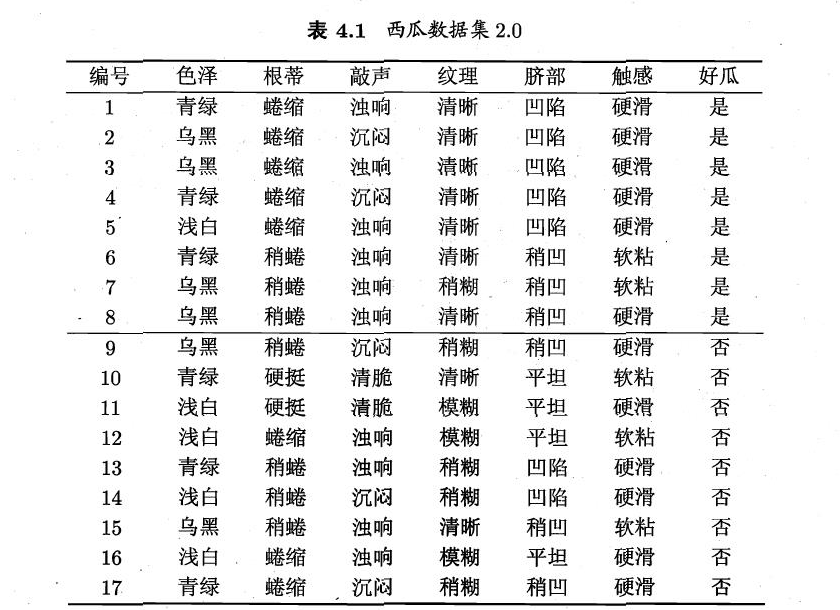 表 4.1 西瓜数据集 2.0
编号 色泽 根蒂 敲声 纹理 脐部 触感 好瓜
1 青绿 蜷缩 浊响 清晰 凹陷 硬滑 是
2 乌黑 蜷缩 沉闷 清晰 凹陷 硬滑 是
3 乌黑 蜷缩 浊响 清晰 凹陷 硬滑 是
4 青绿 蜷缩 沉闷 清晰 凹陷 硬滑 是
5 浅白 蜷缩 浊响 清晰 凹陷 硬滑 是
6 青绿 稍蜷 浊响 清晰 稍凹 软粘 是
7 乌黑 稍蜷 浊响 稍糊 稍凹 软粘 是
8 乌黑 稍蜷 浊响 清晰 稍凹 硬滑 是
9 乌黑 稍蜷 沉闷 稍糊 稍凹 硬滑 否
10 青绿 硬挺 清脆 清晰 平坦 软粘 否
11 浅白 硬挺 清脆 模糊 平坦 硬滑 否
12 浅白 蜷缩 浊响 模糊 平坦 软粘 否
13 青绿 稍蜷 浊响 稍糊 凹陷 硬滑 否
14 浅白 稍蜷 沉闷 稍糊 凹陷 硬滑 否
15 乌黑 稍蜷 浊响 清晰 稍凹 软粘 否
16 浅白 蜷缩 浊响 模糊 平坦 硬滑 否
17 青绿 蜷缩 沉闷 稍糊 稍凹 硬滑 否